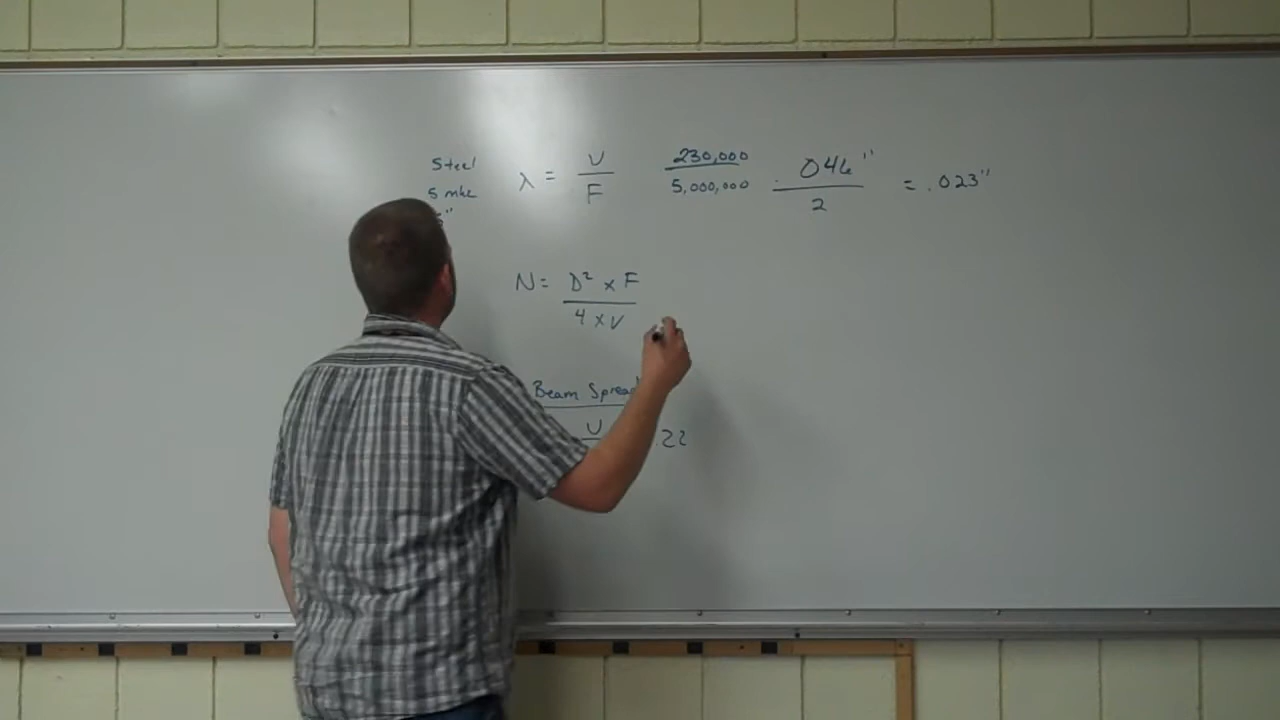 Steel
5 mhz
λ = V / F 230,000 / 5,000,000 .046" / 2 = .023"
N = D² x F / 4 x V
Beam Spread
V
.22